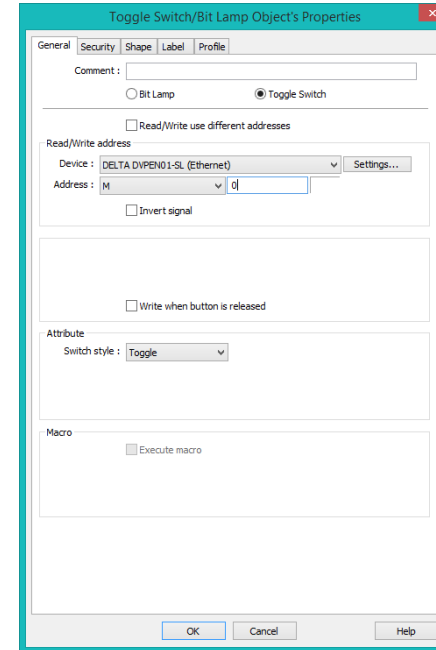 Toggle Switch/Bit Lamp Object's Properties
General Security Shape Label Profile
Comment :
Bit Lamp Toggle Switch
Read/Write use different addresses
Read/Write address
Device : DELTA DVPEN01-SL (Ethernet) Settings...
Address : M 0
Invert signal
Write when button is released
Attribute
Switch style : Toggle
Macro
Execute macro
OK Cancel Help